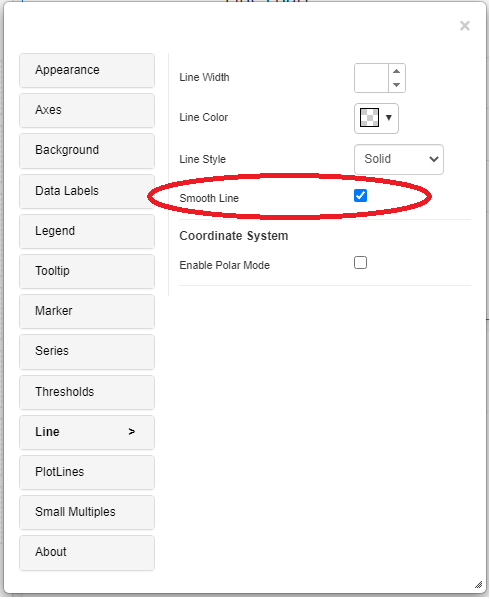 ×
Appearance
Axes
Background
Data Labels
Legend
Tooltip
Marker
Series
Thresholds
Line >
PlotLines
Small Multiples
About
Line Width
Line Color
Line Style Solid
Smooth Line
Coordinate System
Enable Polar Mode